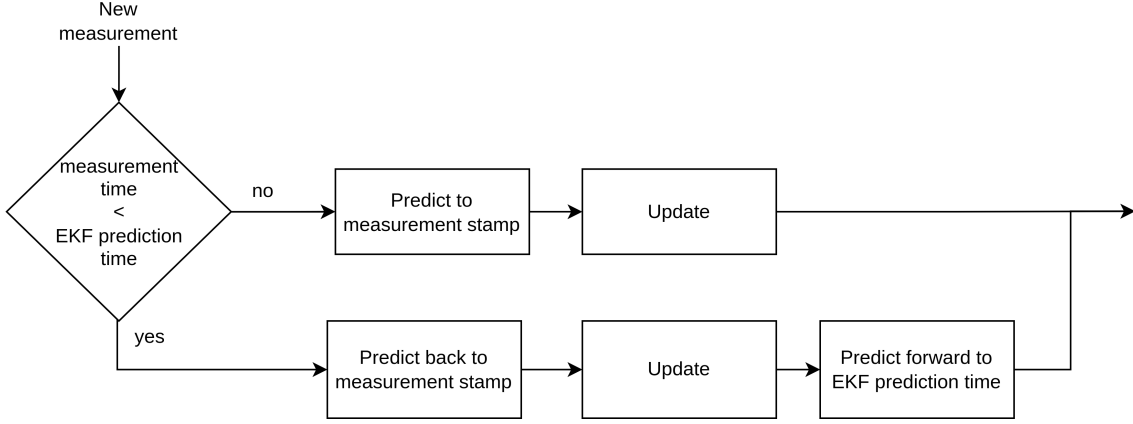 New
measurement
measurement
time
<
EKF prediction
time
no
Predict to
measurement stamp
Update
yes
Predict back to
measurement stamp
Update
Predict forward to
EKF prediction time